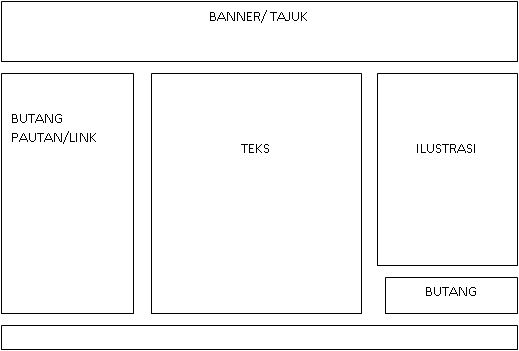 BANNER/ TAJUK
BUTANG
PAUTAN/LINK
TEKS
ILUSTRASI
BUTANG